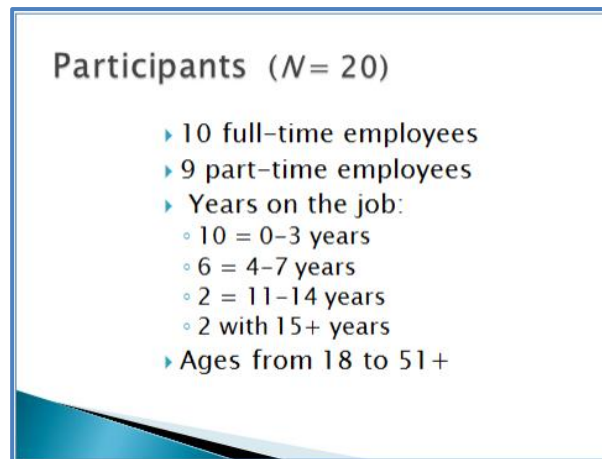 Participants (N= 20)
10 full-time employees
9 part-time employees
Years on the job:
10 = 0-3 years
6 = 4-7 years
2 = 11-14 years
2 with 15+ years
Ages from 18 to 51+